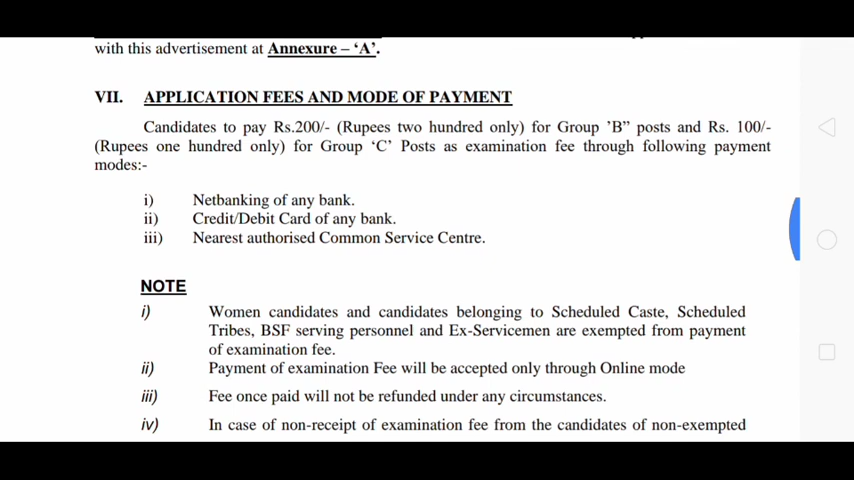 with this advertisement at Annexure – ‘A’.
VII. APPLICATION FEES AND MODE OF PAYMENT
Candidates to pay Rs.200/- (Rupees two hundred only) for Group ’B” posts and Rs. 100/-
(Rupees one hundred only) for Group ‘C’ Posts as examination fee through following payment
modes:-
i) Netbanking of any bank.
ii) Credit/Debit Card of any bank.
iii) Nearest authorised Common Service Centre.
NOTE
i) Women candidates and candidates belonging to Scheduled Caste, Scheduled
Tribes, BSF serving personnel and Ex-Servicemen are exempted from payment
of examination fee.
ii) Payment of examination Fee will be accepted only through Online mode
iii) Fee once paid will not be refunded under any circumstances.
iv) In case of non-receipt of examination fee from the candidates of non-exempted